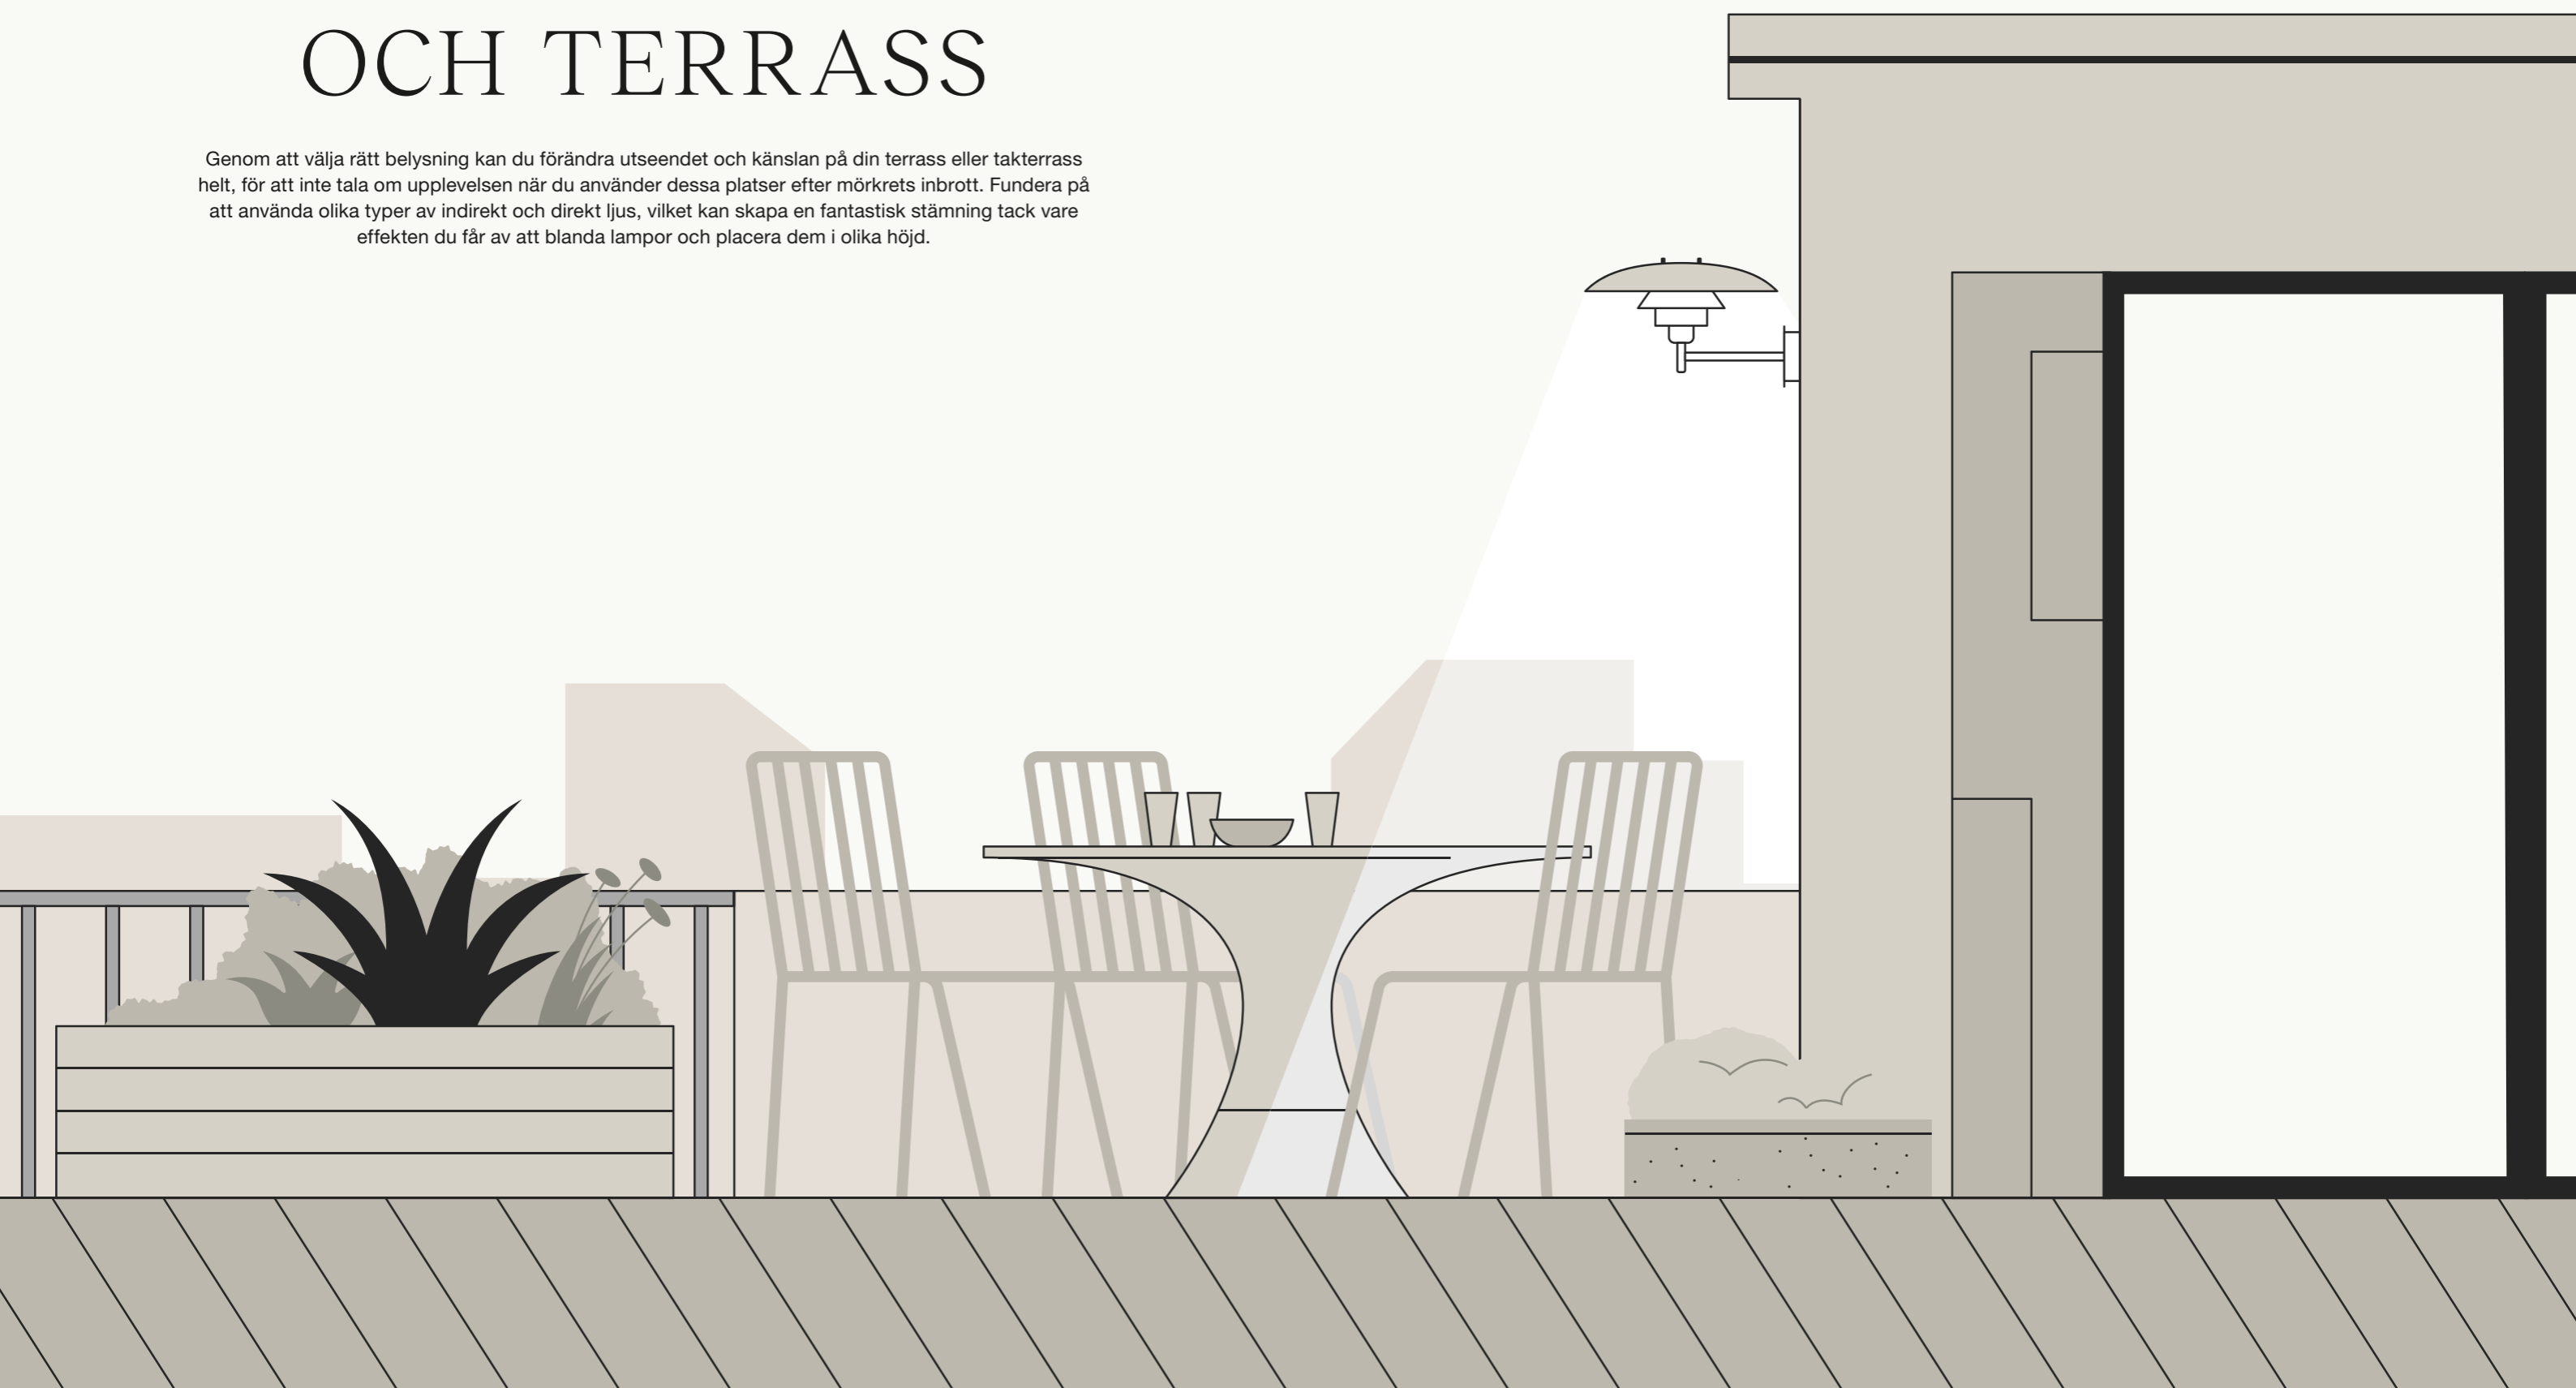 OCH TERRASS
Genom att välja rätt belysning kan du förändra utseendet och känslan på din terrass eller takterrass
helt, för att inte tala om upplevelsen när du använder dessa platser efter mörkrets inbrott. Fundera på
att använda olika typer av indirekt och direkt ljus, vilket kan skapa en fantastisk stämning tack vare
effekten du får av att blanda lampor och placera dem i olika höjd.